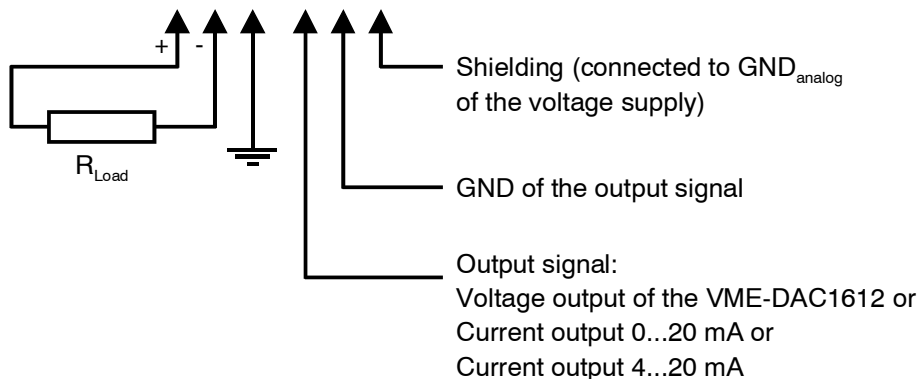 + -
R_Load
Shielding (connected to GND_analog
of the voltage supply)
GND of the output signal
Output signal:
Voltage output of the VME-DAC1612 or
Current output 0...20 mA or
Current output 4...20 mA